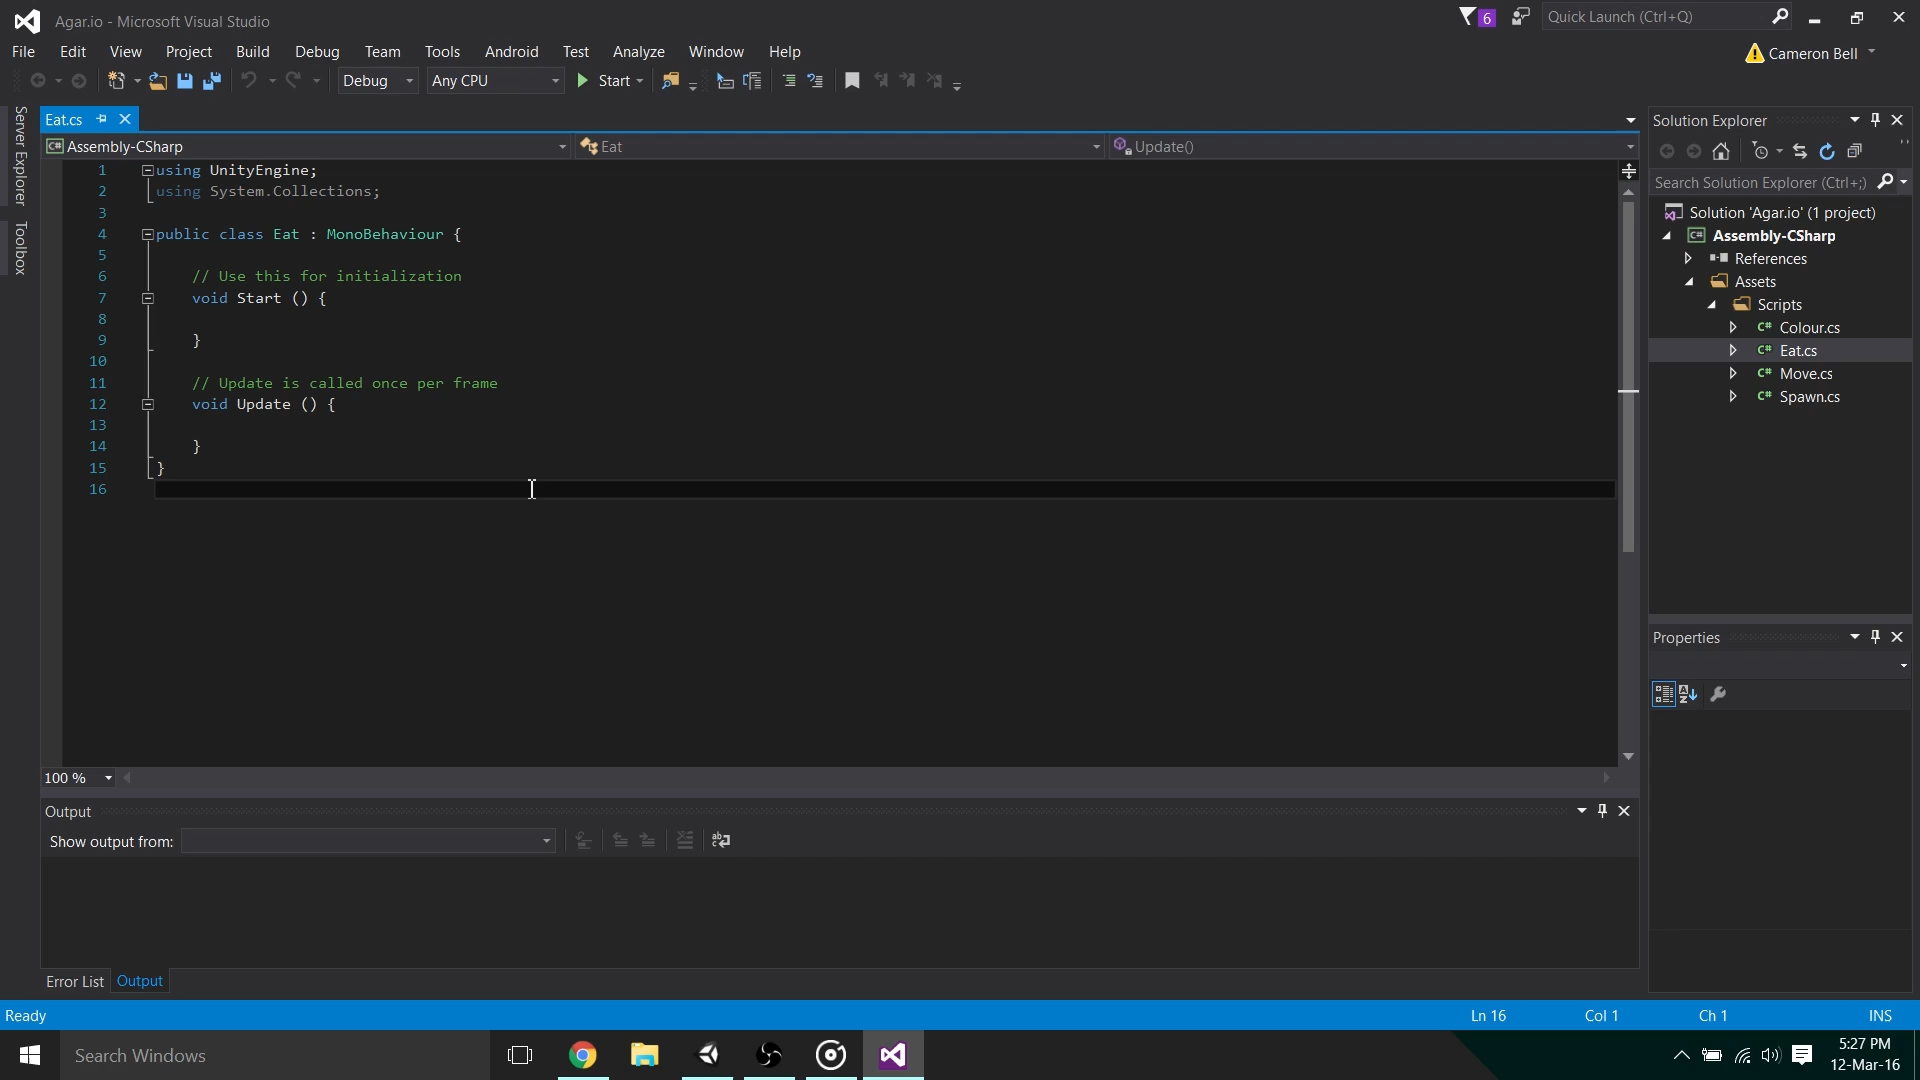 Agar.io - Microsoft Visual Studio
6
Quick Launch (Ctrl+Q)
File Edit View Project Build Debug Team Tools Android Test Analyze Window Help
Cameron Bell
Debug Any CPU Start
Server Explorer
Toolbox
Eat.cs
Assembly-CSharp Eat Update()
1 using UnityEngine;
2 using System.Collections;
3
4 public class Eat : MonoBehaviour {
5
6 // Use this for initialization
7 void Start () {
8
9 }
10
11 // Update is called once per frame
12 void Update () {
13
14 }
15 }
16
100 %
Output
Show output from:
Error List Output
Solution Explorer
Search Solution Explorer (Ctrl+;)
Solution 'Agar.io' (1 project)
C# Assembly-CSharp
References
Assets
Scripts
C# Colour.cs
C# Eat.cs
C# Move.cs
C# Spawn.cs
Properties
Ready Ln 16 Col 1 Ch 1 INS
Search Windows
5:27 PM
12-Mar-16